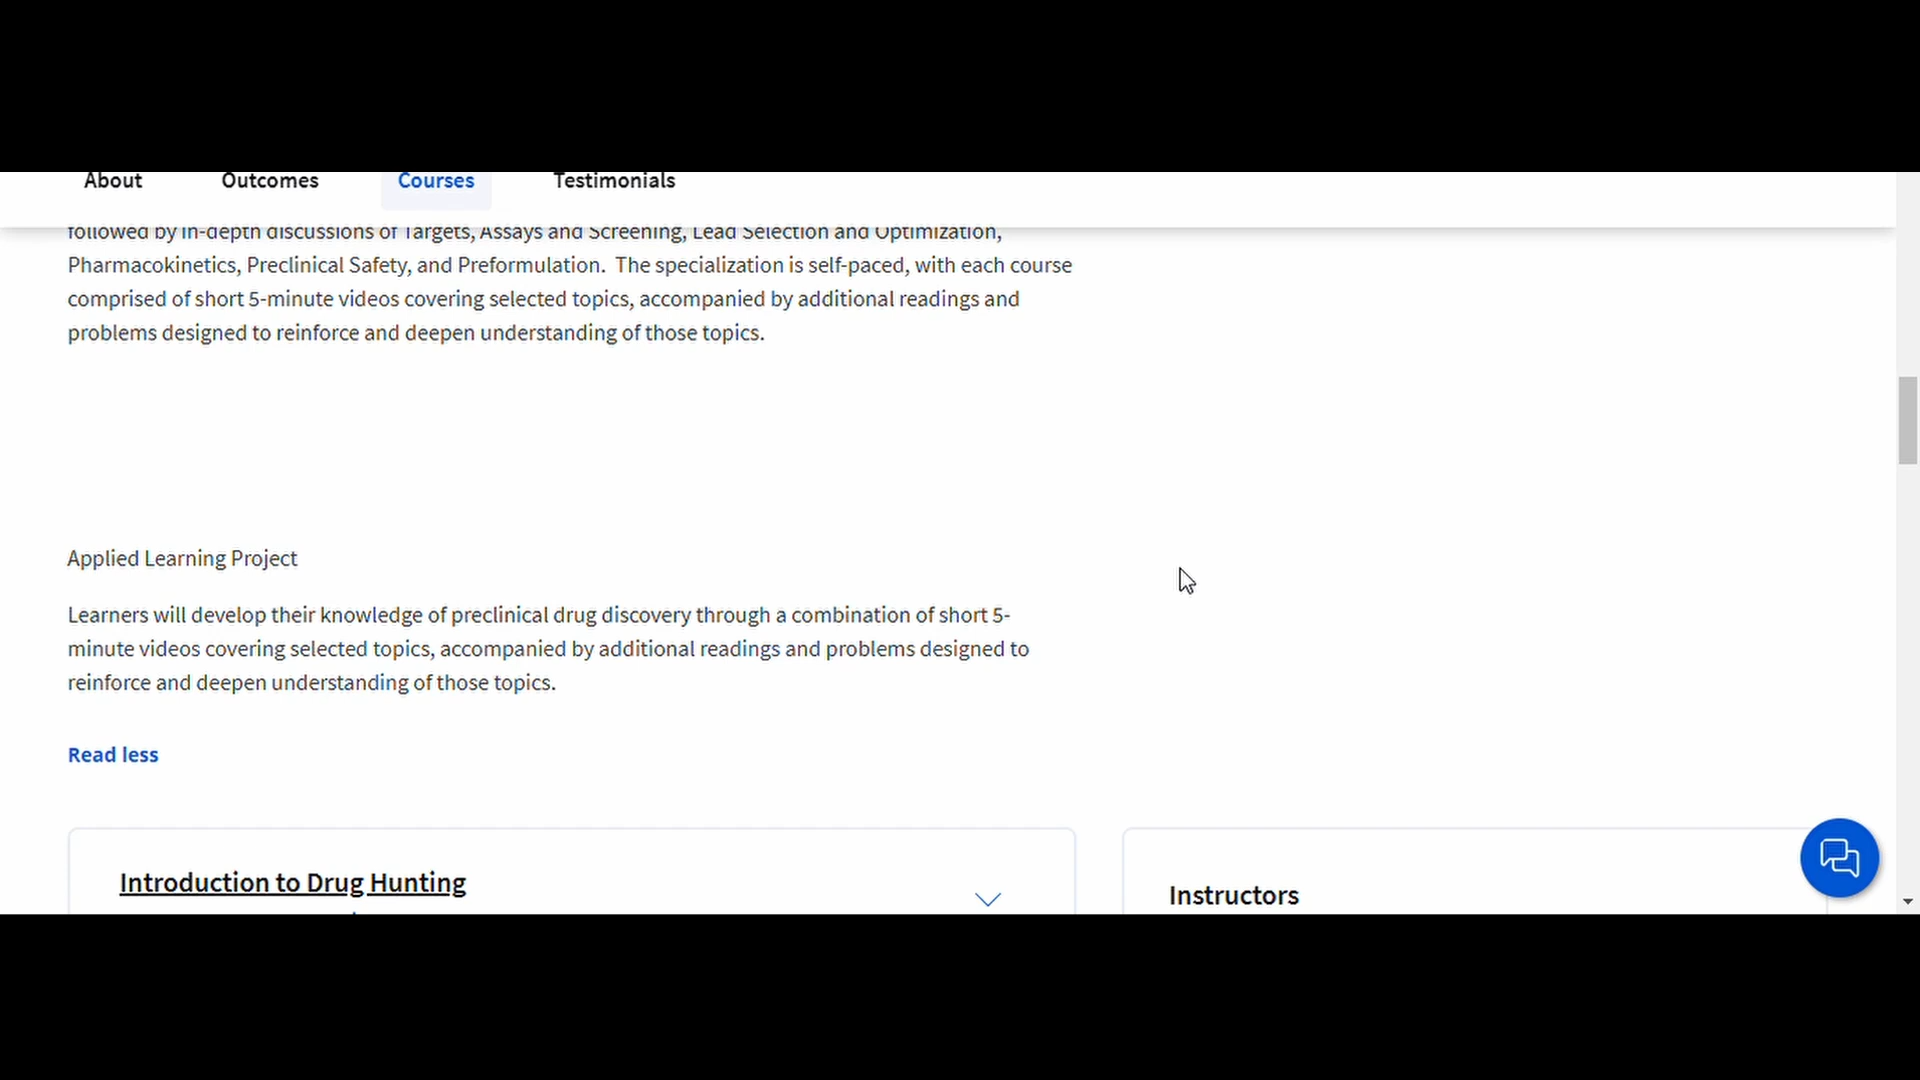 About Outcomes Courses Testimonials
followed by in-depth discussions of Targets, Assays and Screening, Lead Selection and Optimization,
Pharmacokinetics, Preclinical Safety, and Preformulation. The specialization is self-paced, with each course
comprised of short 5-minute videos covering selected topics, accompanied by additional readings and
problems designed to reinforce and deepen understanding of those topics.
Applied Learning Project
Learners will develop their knowledge of preclinical drug discovery through a combination of short 5-
minute videos covering selected topics, accompanied by additional readings and problems designed to
reinforce and deepen understanding of those topics.
Read less
Introduction to Drug Hunting
Instructors